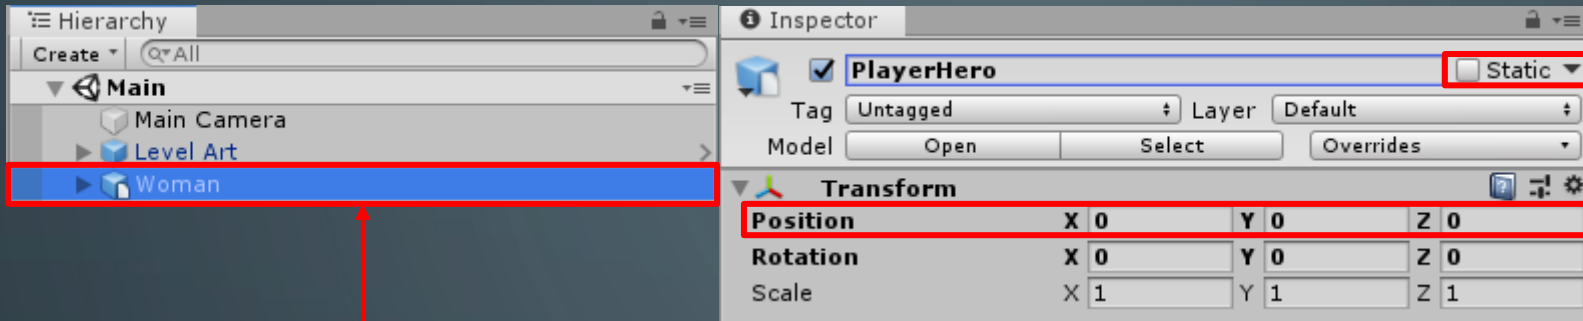 Hierarchy
Create
All
Main
Main Camera
Level Art
Woman
Inspector
PlayerHero
Static
Tag Untagged Layer Default
Model Open Select Overrides
Transform
Position X 0 Y 0 Z 0
Rotation X 0 Y 0 Z 0
Scale X 1 Y 1 Z 1